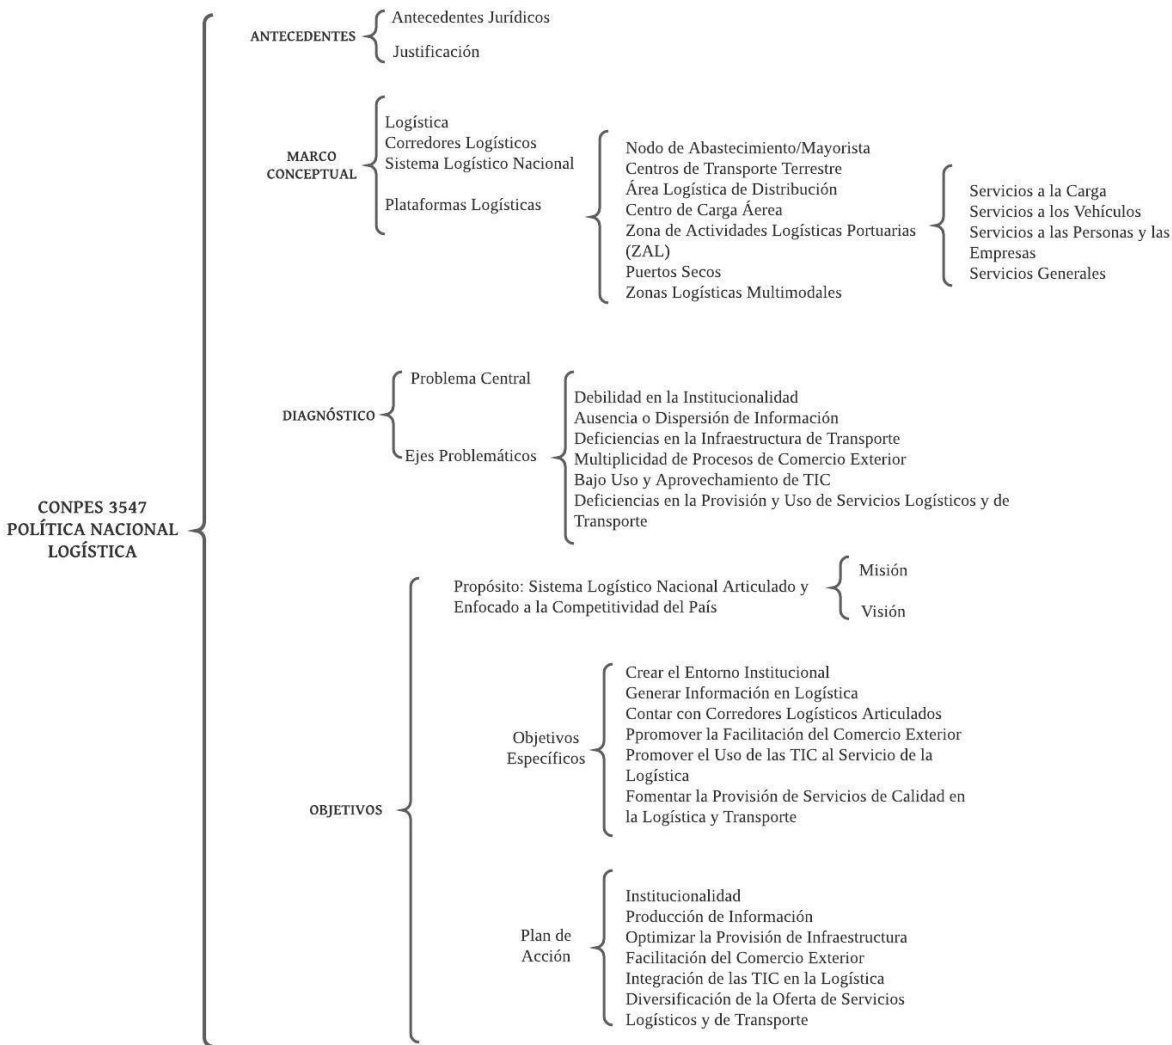 CONPES 3547
POLÍTICA NACIONAL
LOGÍSTICA
ANTECEDENTES
Antecedentes Jurídicos
Justificación
MARCO
CONCEPTUAL
Logística
Corredores Logísticos
Sistema Logístico Nacional
Plataformas Logísticas
Nodo de Abastecimiento/Mayorista
Centros de Transporte Terrestre
Área Logística de Distribución
Centro de Carga Áerea
Zona de Actividades Logísticas Portuarias
(ZAL)
Puertos Secos
Zonas Logísticas Multimodales
Servicios a la Carga
Servicios a los Vehículos
Servicios a las Personas y las
Empresas
Servicios Generales
DIAGNÓSTICO
Problema Central
Ejes Problemáticos
Debilidad en la Institucionalidad
Ausencia o Dispersión de Información
Deficiencias en la Infraestructura de Transporte
Multiplicidad de Procesos de Comercio Exterior
Bajo Uso y Aprovechamiento de TIC
Deficiencias en la Provisión y Uso de Servicios Logísticos y de
Transporte
OBJETIVOS
Propósito: Sistema Logístico Nacional Articulado y
Enfocado a la Competitividad del País
Misión
Visión
Objetivos
Específicos
Crear el Entorno Institucional
Generar Información en Logística
Contar con Corredores Logísticos Articulados
Ppromover la Facilitación del Comercio Exterior
Promover el Uso de las TIC al Servicio de la
Logística
Fomentar la Provisión de Servicios de Calidad en
la Logística y Transporte
Plan de
Acción
Institucionalidad
Producción de Información
Optimizar la Provisión de Infraestructura
Facilitación del Comercio Exterior
Integración de las TIC en la Logística
Diversificación de la Oferta de Servicios
Logísticos y de Transporte